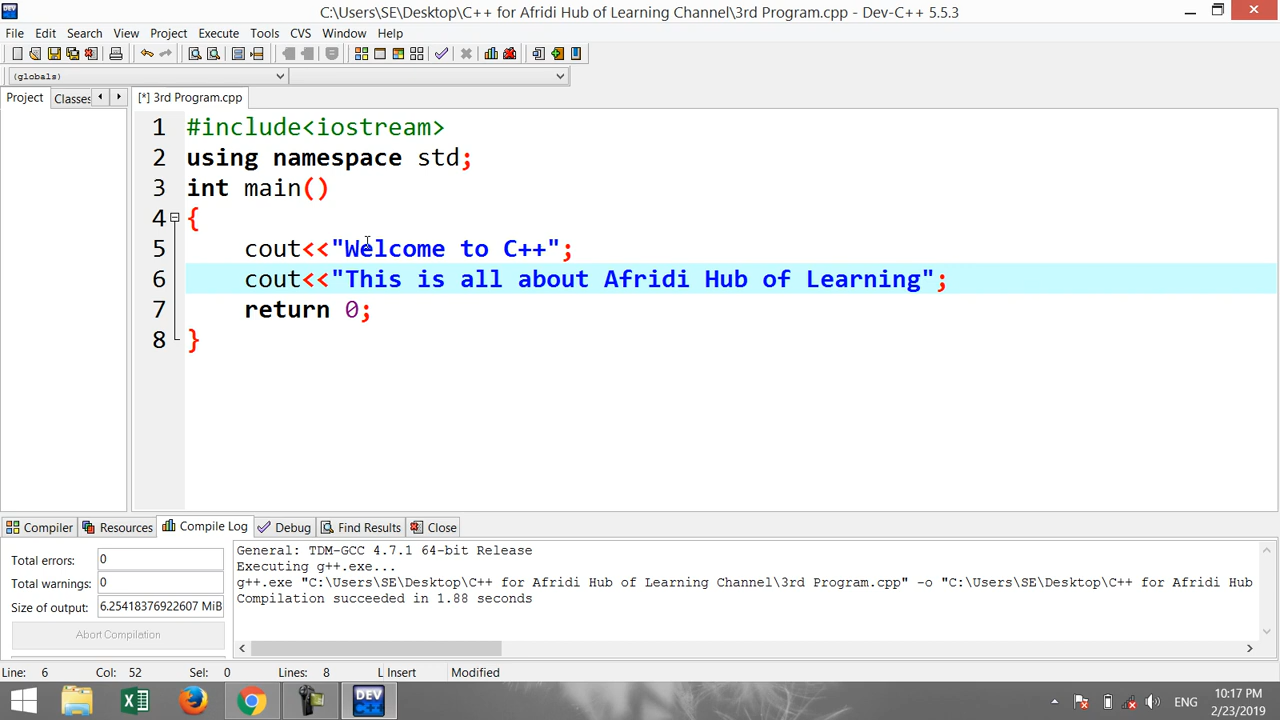 C:\Users\SE\Desktop\C++ for Afridi Hub of Learning Channel\3rd Program.cpp - Dev-C++ 5.5.3
File Edit Search View Project Execute Tools CVS Window Help
(globals)
Project Classes [*] 3rd Program.cpp
1 #include<iostream>
2 using namespace std;
3 int main()
4 {
5 cout<<"Welcome to C++";
6 cout<<"This is all about Afridi Hub of Learning";
7 return 0;
8 }
Compiler Resources Compile Log Debug Find Results Close
Total errors: 0
Total warnings: 0
Size of output: 6.25418376922607 MiB
Abort Compilation
General: TDM-GCC 4.7.1 64-bit Release
Executing g++.exe...
g++.exe "C:\Users\SE\Desktop\C++ for Afridi Hub of Learning Channel\3rd Program.cpp" -o "C:\Users\SE\Desktop\C++ for Afridi Hub
Compilation succeeded in 1.88 seconds
Line: 6 Col: 52 Sel: 0 Lines: 8 L Insert Modified
DEV C++
ENG
10:17 PM
2/23/2019